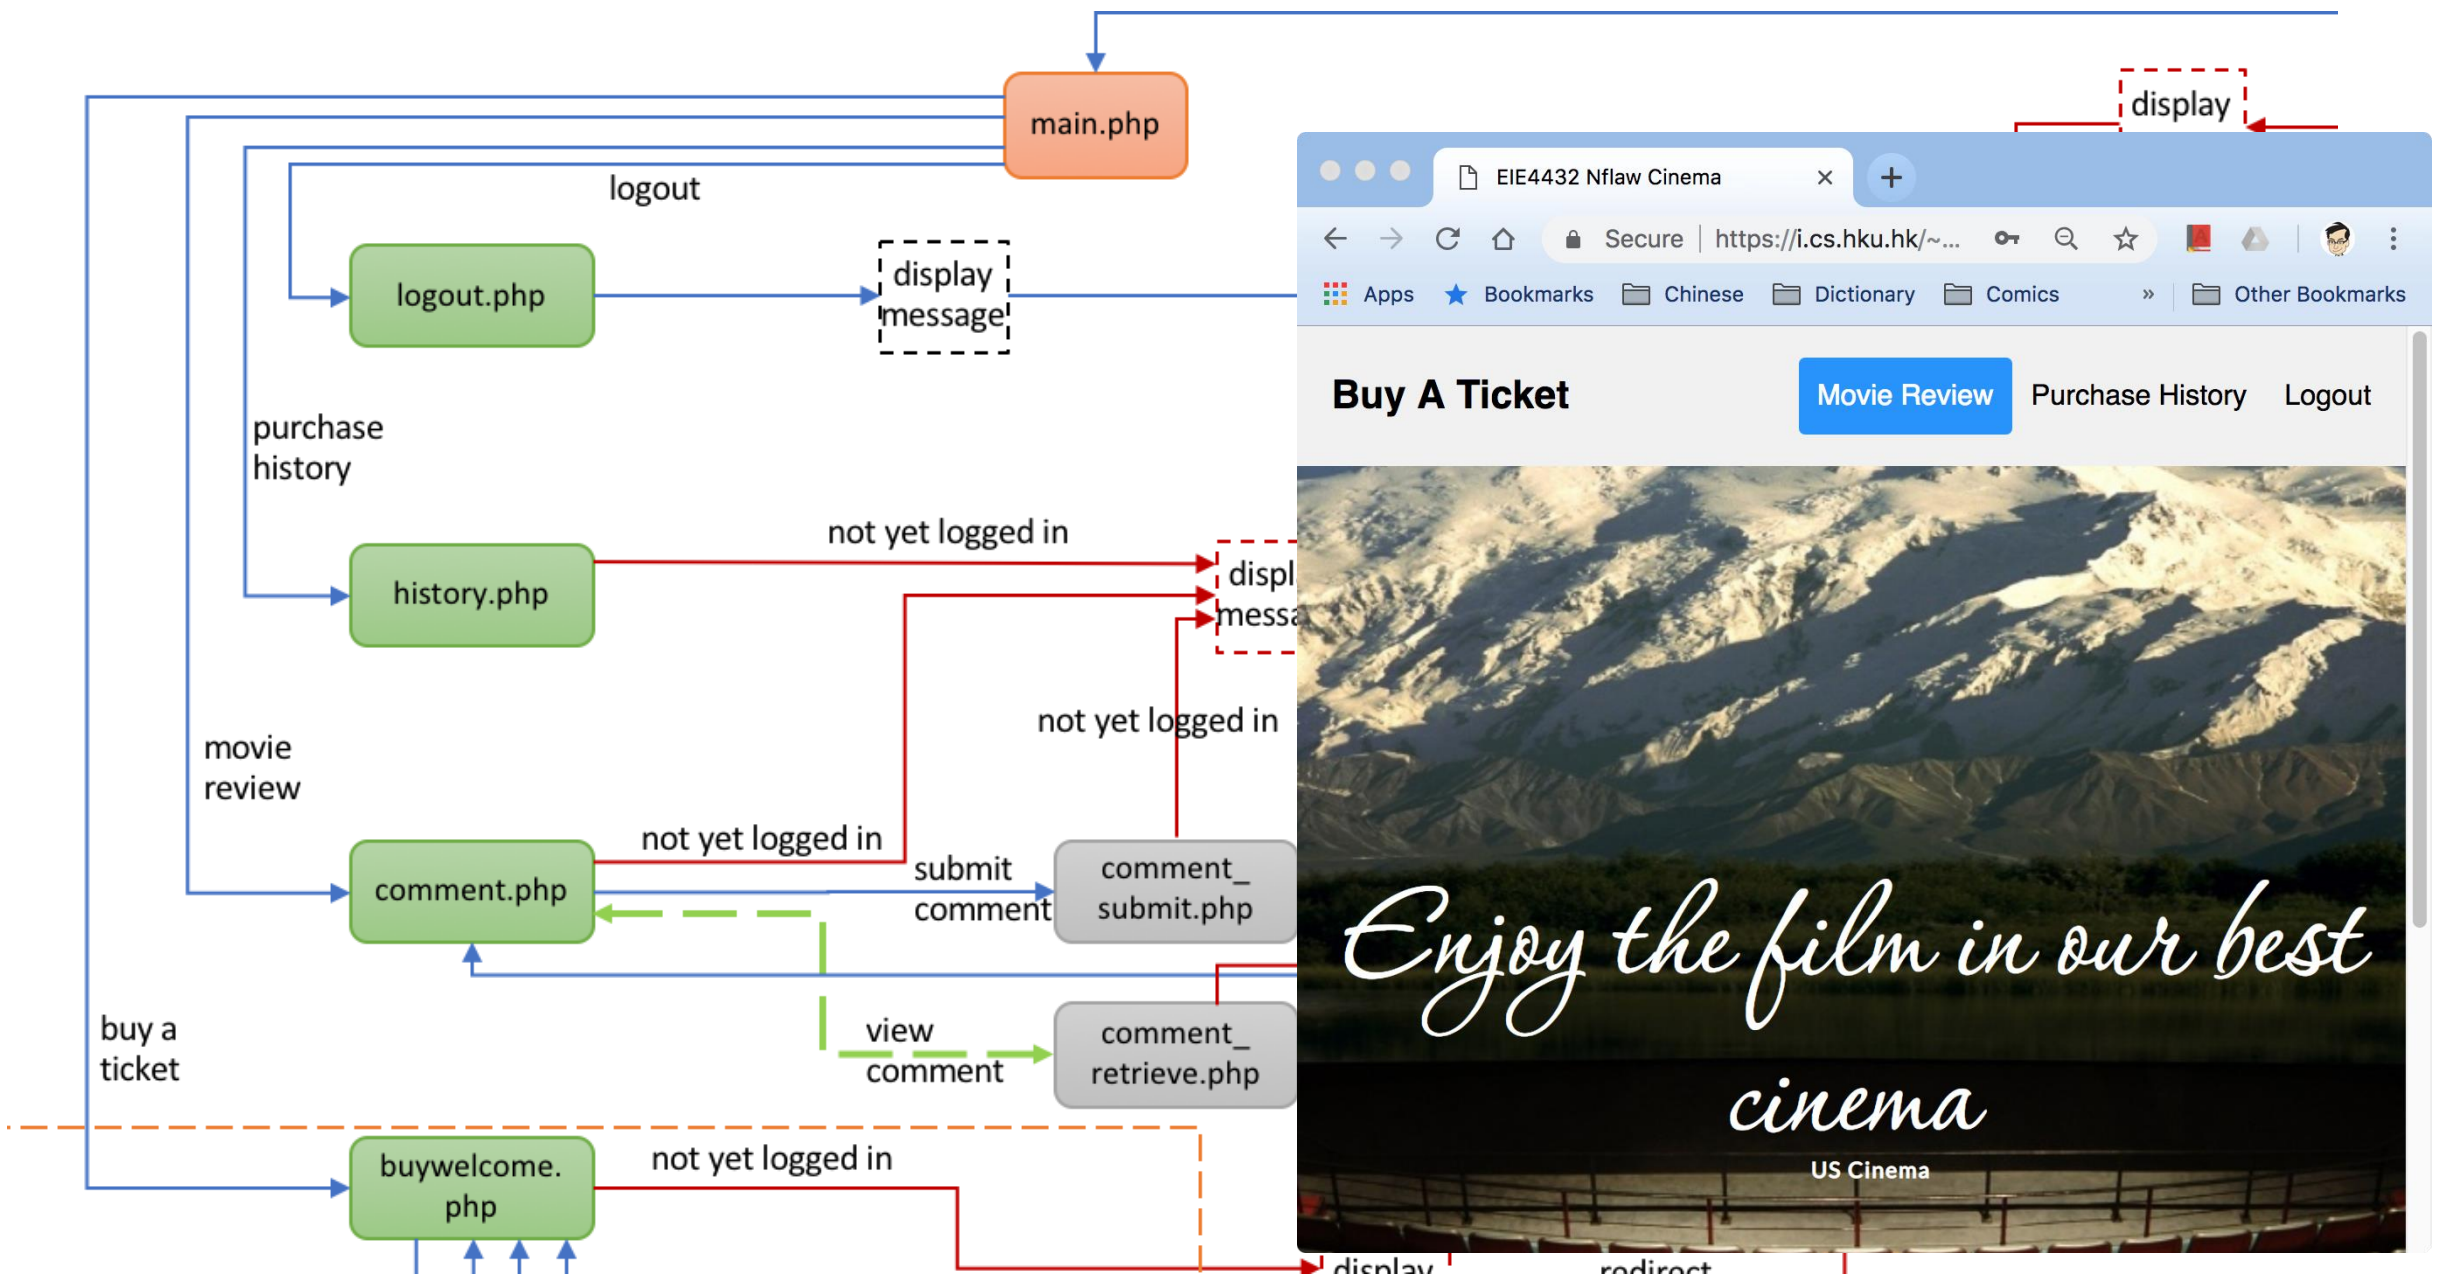 main.php
display
logout
logout.php
display
message
purchase
history
not yet logged in
history.php
not yet logged in
movie
review
not yet logged in
comment.php
submit
comment
comment_
submit.php
view
comment
comment_
retrieve.php
buy a
ticket
buywelcome.
php
not yet logged in
display
redirect
EIE4432 Nflaw Cinema
Secure https://i.cs.hku.hk/~...
Apps Bookmarks Chinese Dictionary Comics » Other Bookmarks
Buy A Ticket Movie Review Purchase History Logout
Enjoy the film in our best
cinema
US Cinema